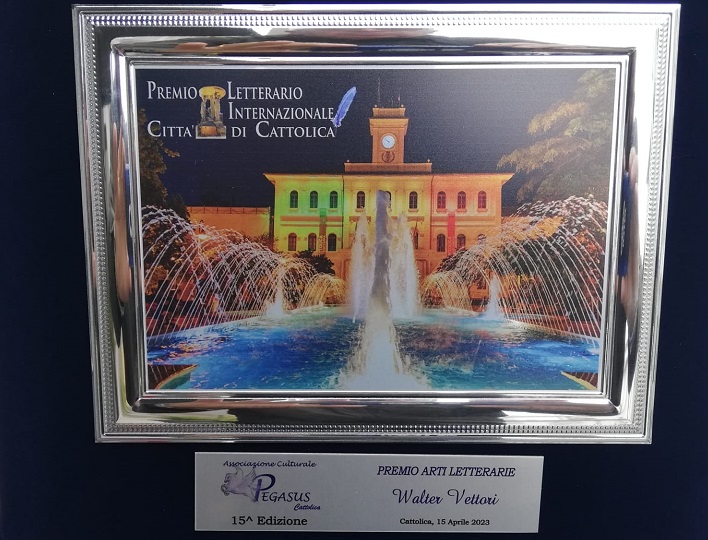 PREMIO LETTERARIO
INTERNAZIONALE
CITTA' DI CATTOLICA
Associazione Culturale
PEGASUS
Cattolica
15^ Edizione
PREMIO ARTI LETTERARIE
Walter Vettori
Cattolica, 15 Aprile 2023